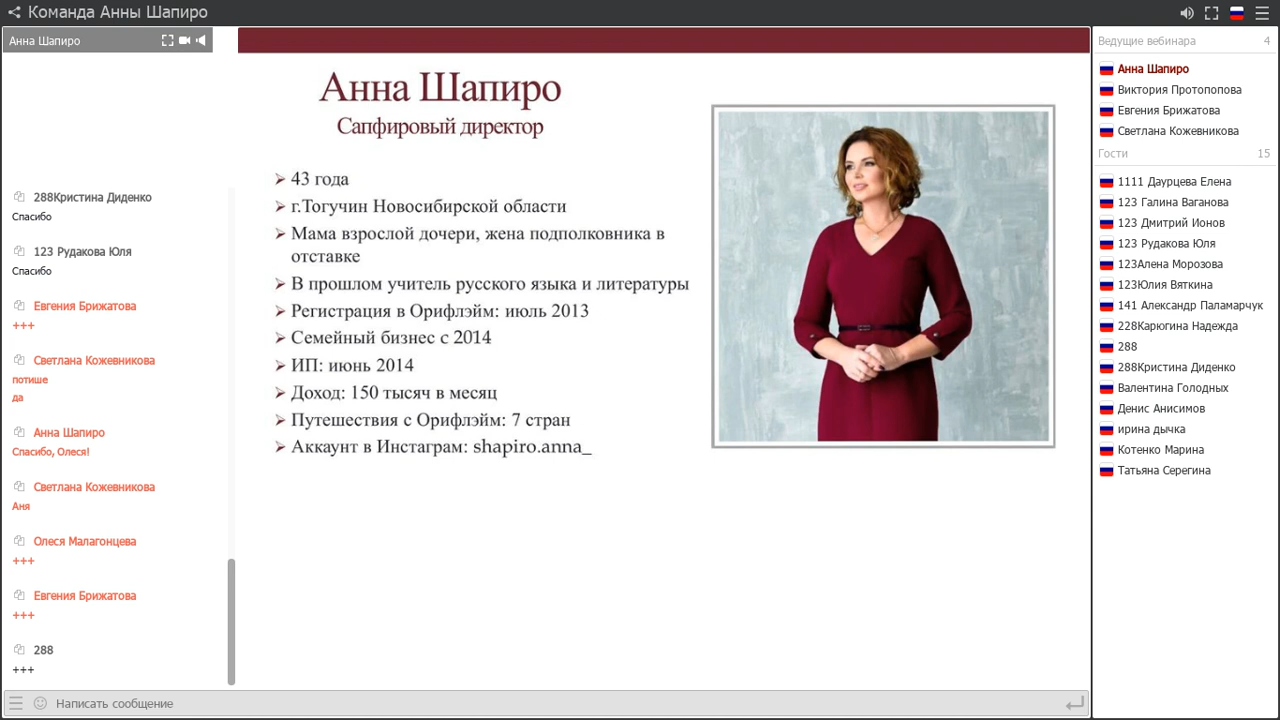 Команда Анны Шапиро
Анна Шапиро
288Кристина Диденко
Спасибо
123 Рудакова Юля
Спасибо
Евгения Брижатова
+++
Светлана Кожевникова
потише
да
Анна Шапиро
Спасибо, Олеся!
Светлана Кожевникова
Аня
Олеся Малагонцева
+++
Евгения Брижатова
+++
288
+++
Написать сообщение
Анна Шапиро
Сапфировый директор
43 года
г.Тогучин Новосибирской области
Мама взрослой дочери, жена подполковника в
отставке
В прошлом учитель русского языка и литературы
Регистрация в Орифлэйм: июль 2013
Семейный бизнес с 2014
ИП: июнь 2014
Доход: 150 тысяч в месяц
Путешествия с Орифлэйм: 7 стран
Аккаунт в Инстаграм: shapiro.anna_
Ведущие вебинара 4
Анна Шапиро
Виктория Протопопова
Евгения Брижатова
Светлана Кожевникова
Гости 15
1111 Даурцева Елена
123 Галина Ваганова
123 Дмитрий Ионов
123 Рудакова Юля
123Алена Морозова
123Юлия Вяткина
141 Александр Паламарчук
228Карюгина Надежда
288
288Кристина Диденко
Валентина Голодных
Денис Анисимов
ирина дычка
Котенко Марина
Татьяна Серегина